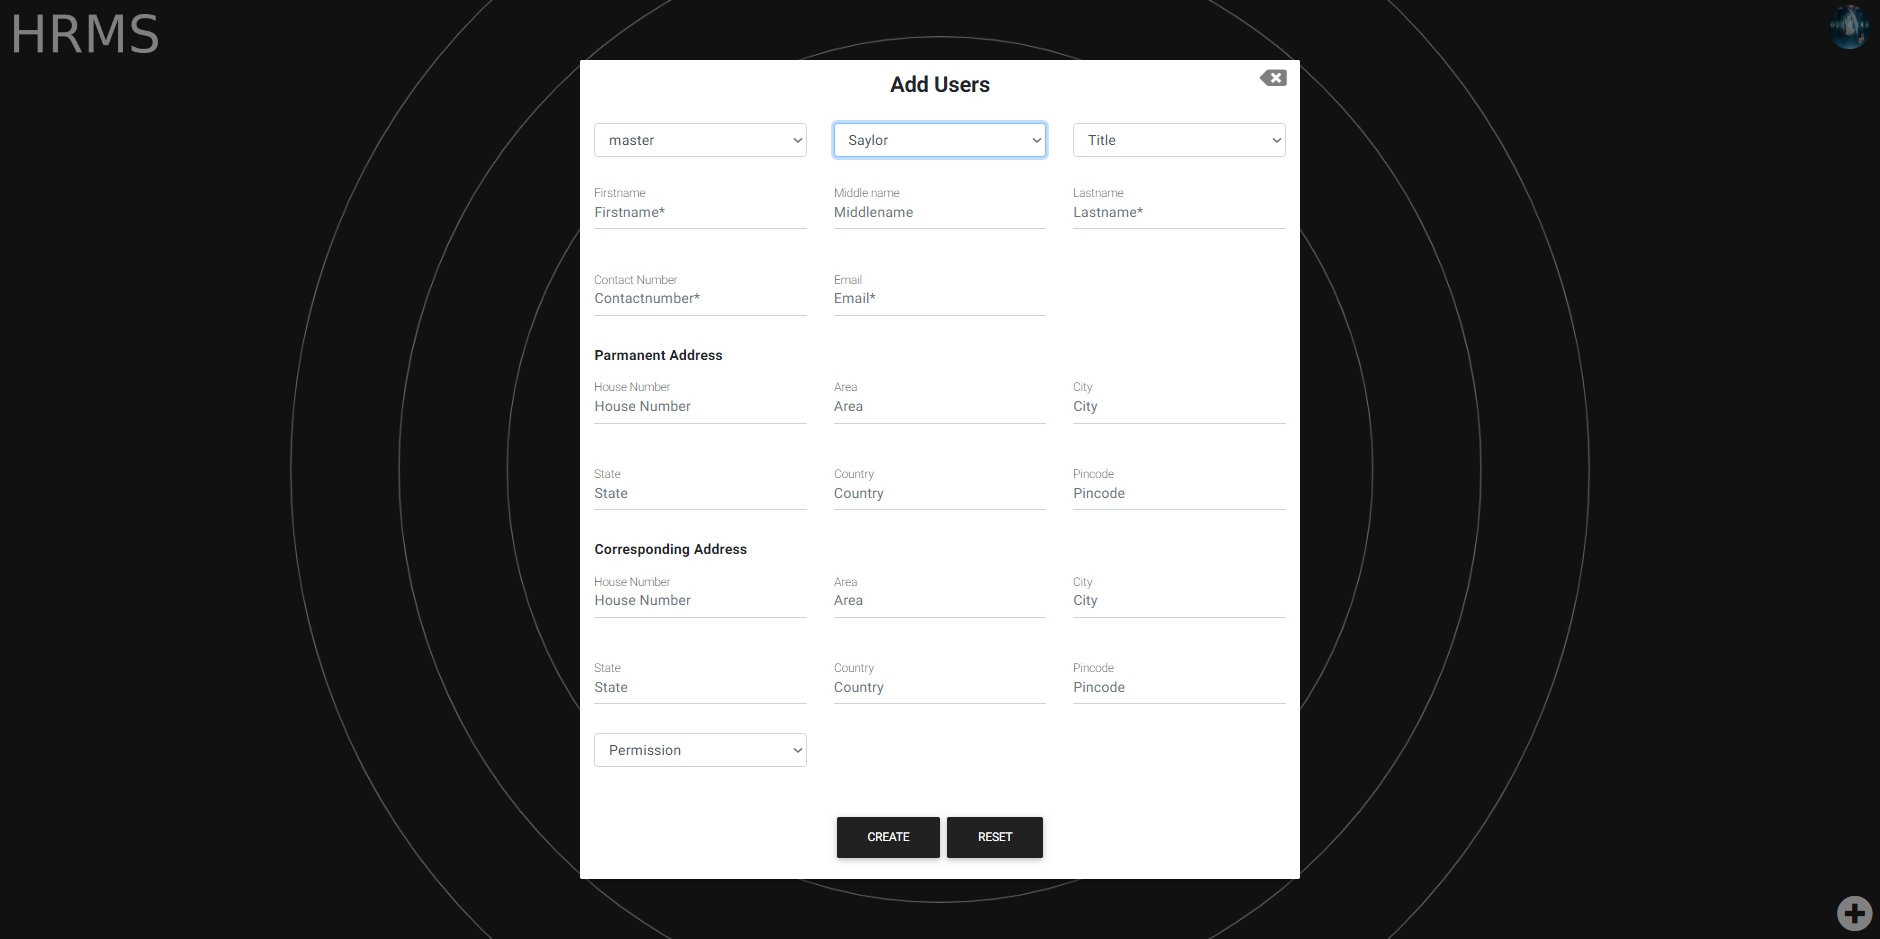 HRMS
Add Users
master Saylor Title
Firstname Middle name Lastname
Firstname* Middlename Lastname*
Contact Number Email
Contactnumber* Email*
Parmanent Address
House Number Area City
House Number Area City
State Country Pincode
State Country Pincode
Corresponding Address
House Number Area City
House Number Area City
State Country Pincode
State Country Pincode
Permission
CREATE RESET